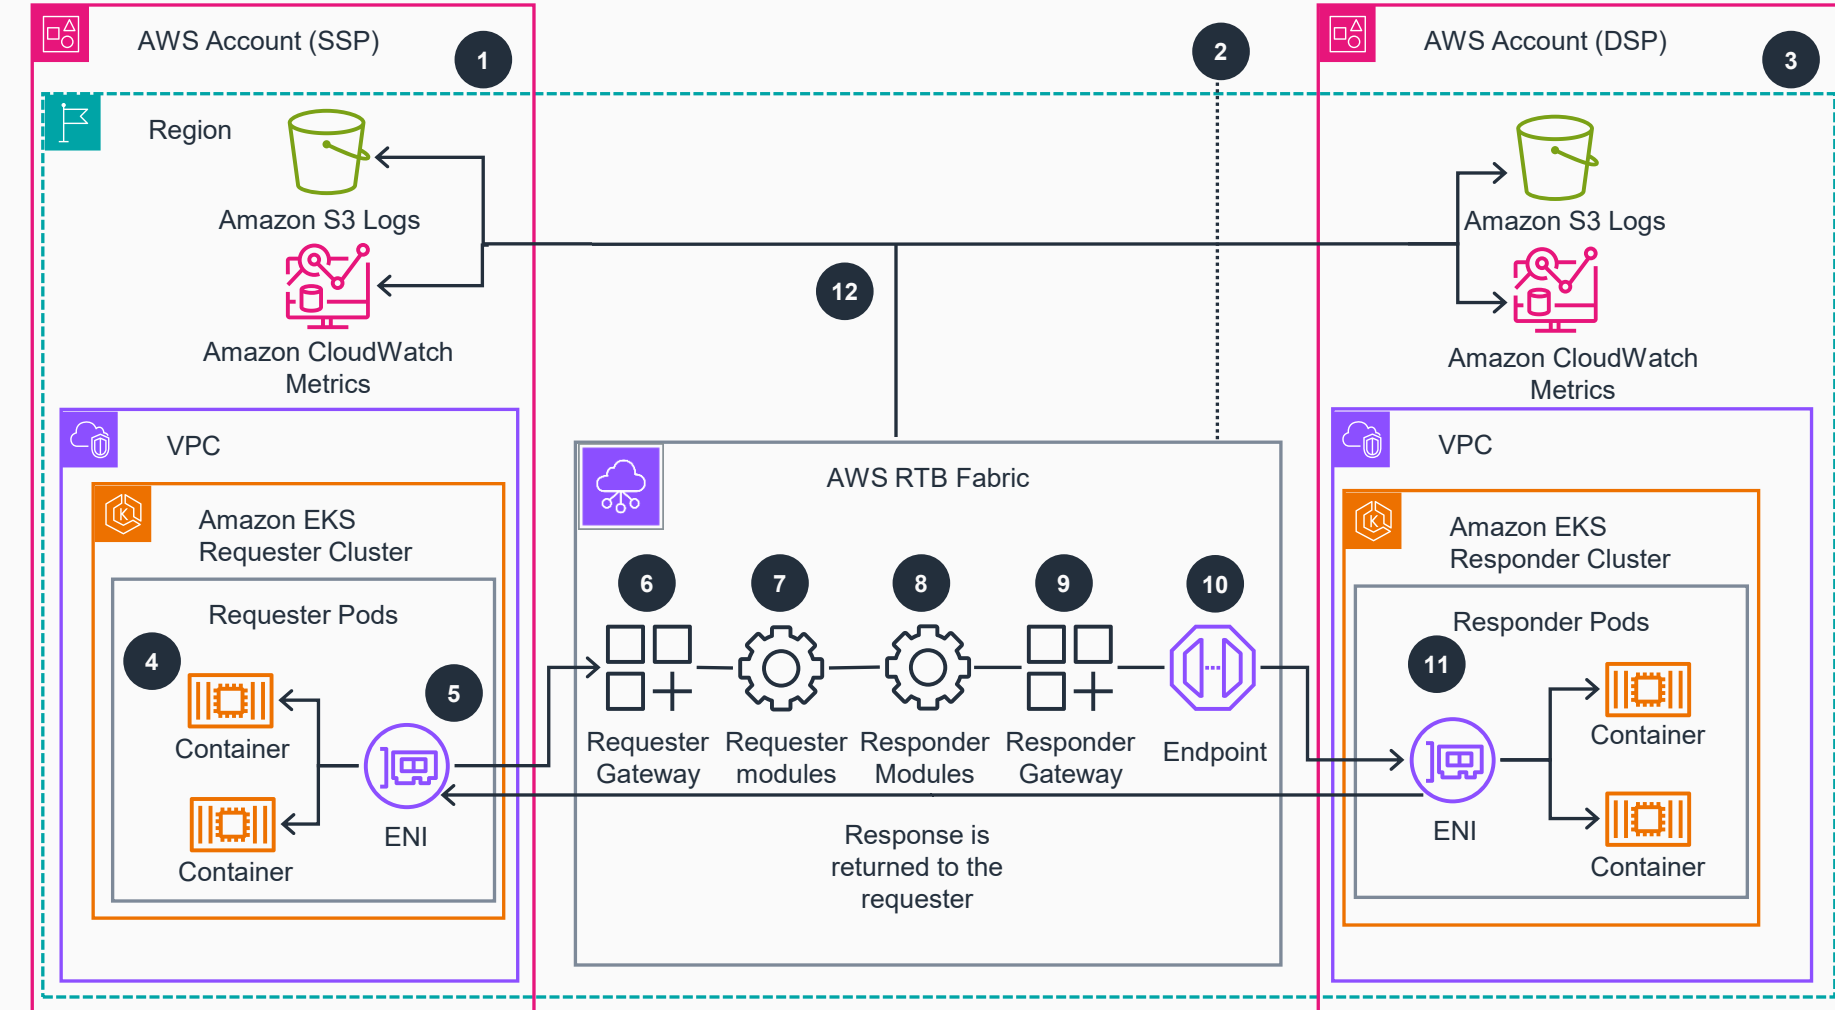 AWS Account (SSP)
1
2
AWS Account (DSP)
3
Region
Amazon S3 Logs
Amazon CloudWatch
Metrics
12
Amazon S3 Logs
Amazon CloudWatch
Metrics
VPC
Amazon EKS
Requester Cluster
Requester Pods
4
Container
5
Container
ENI
AWS RTB Fabric
6
7
8
9
10
Requester
Gateway
Requester
modules
Responder
Modules
Responder
Gateway
Endpoint
Response is
returned to the
requester
VPC
Amazon EKS
Responder Cluster
Responder Pods
11
Container
ENI
Container